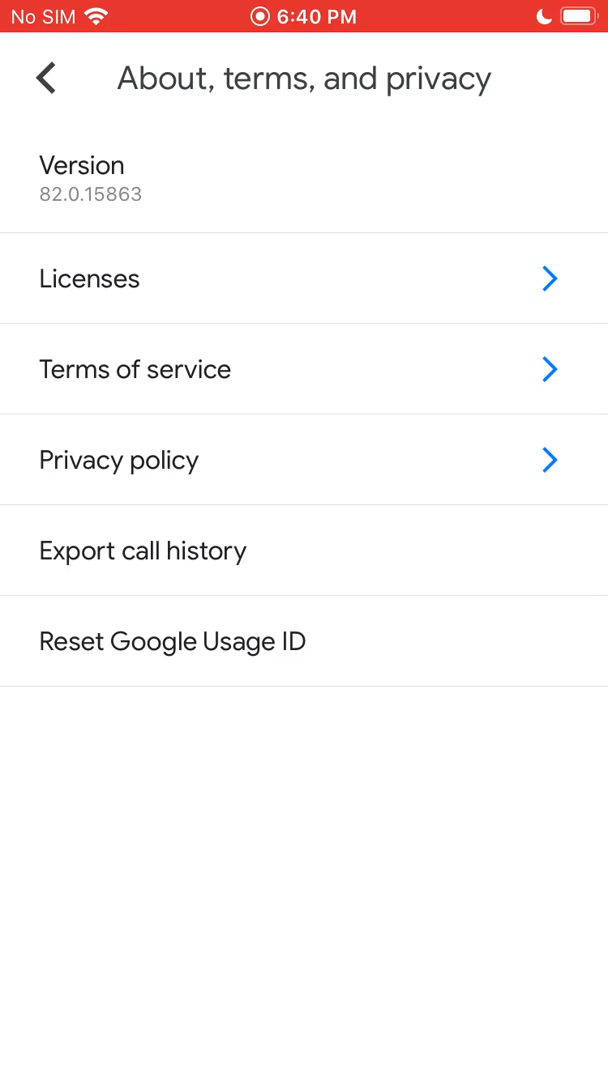 No SIM 6:40 PM
About, terms, and privacy
Version
82.0.15863
Licenses
Terms of service
Privacy policy
Export call history
Reset Google Usage ID